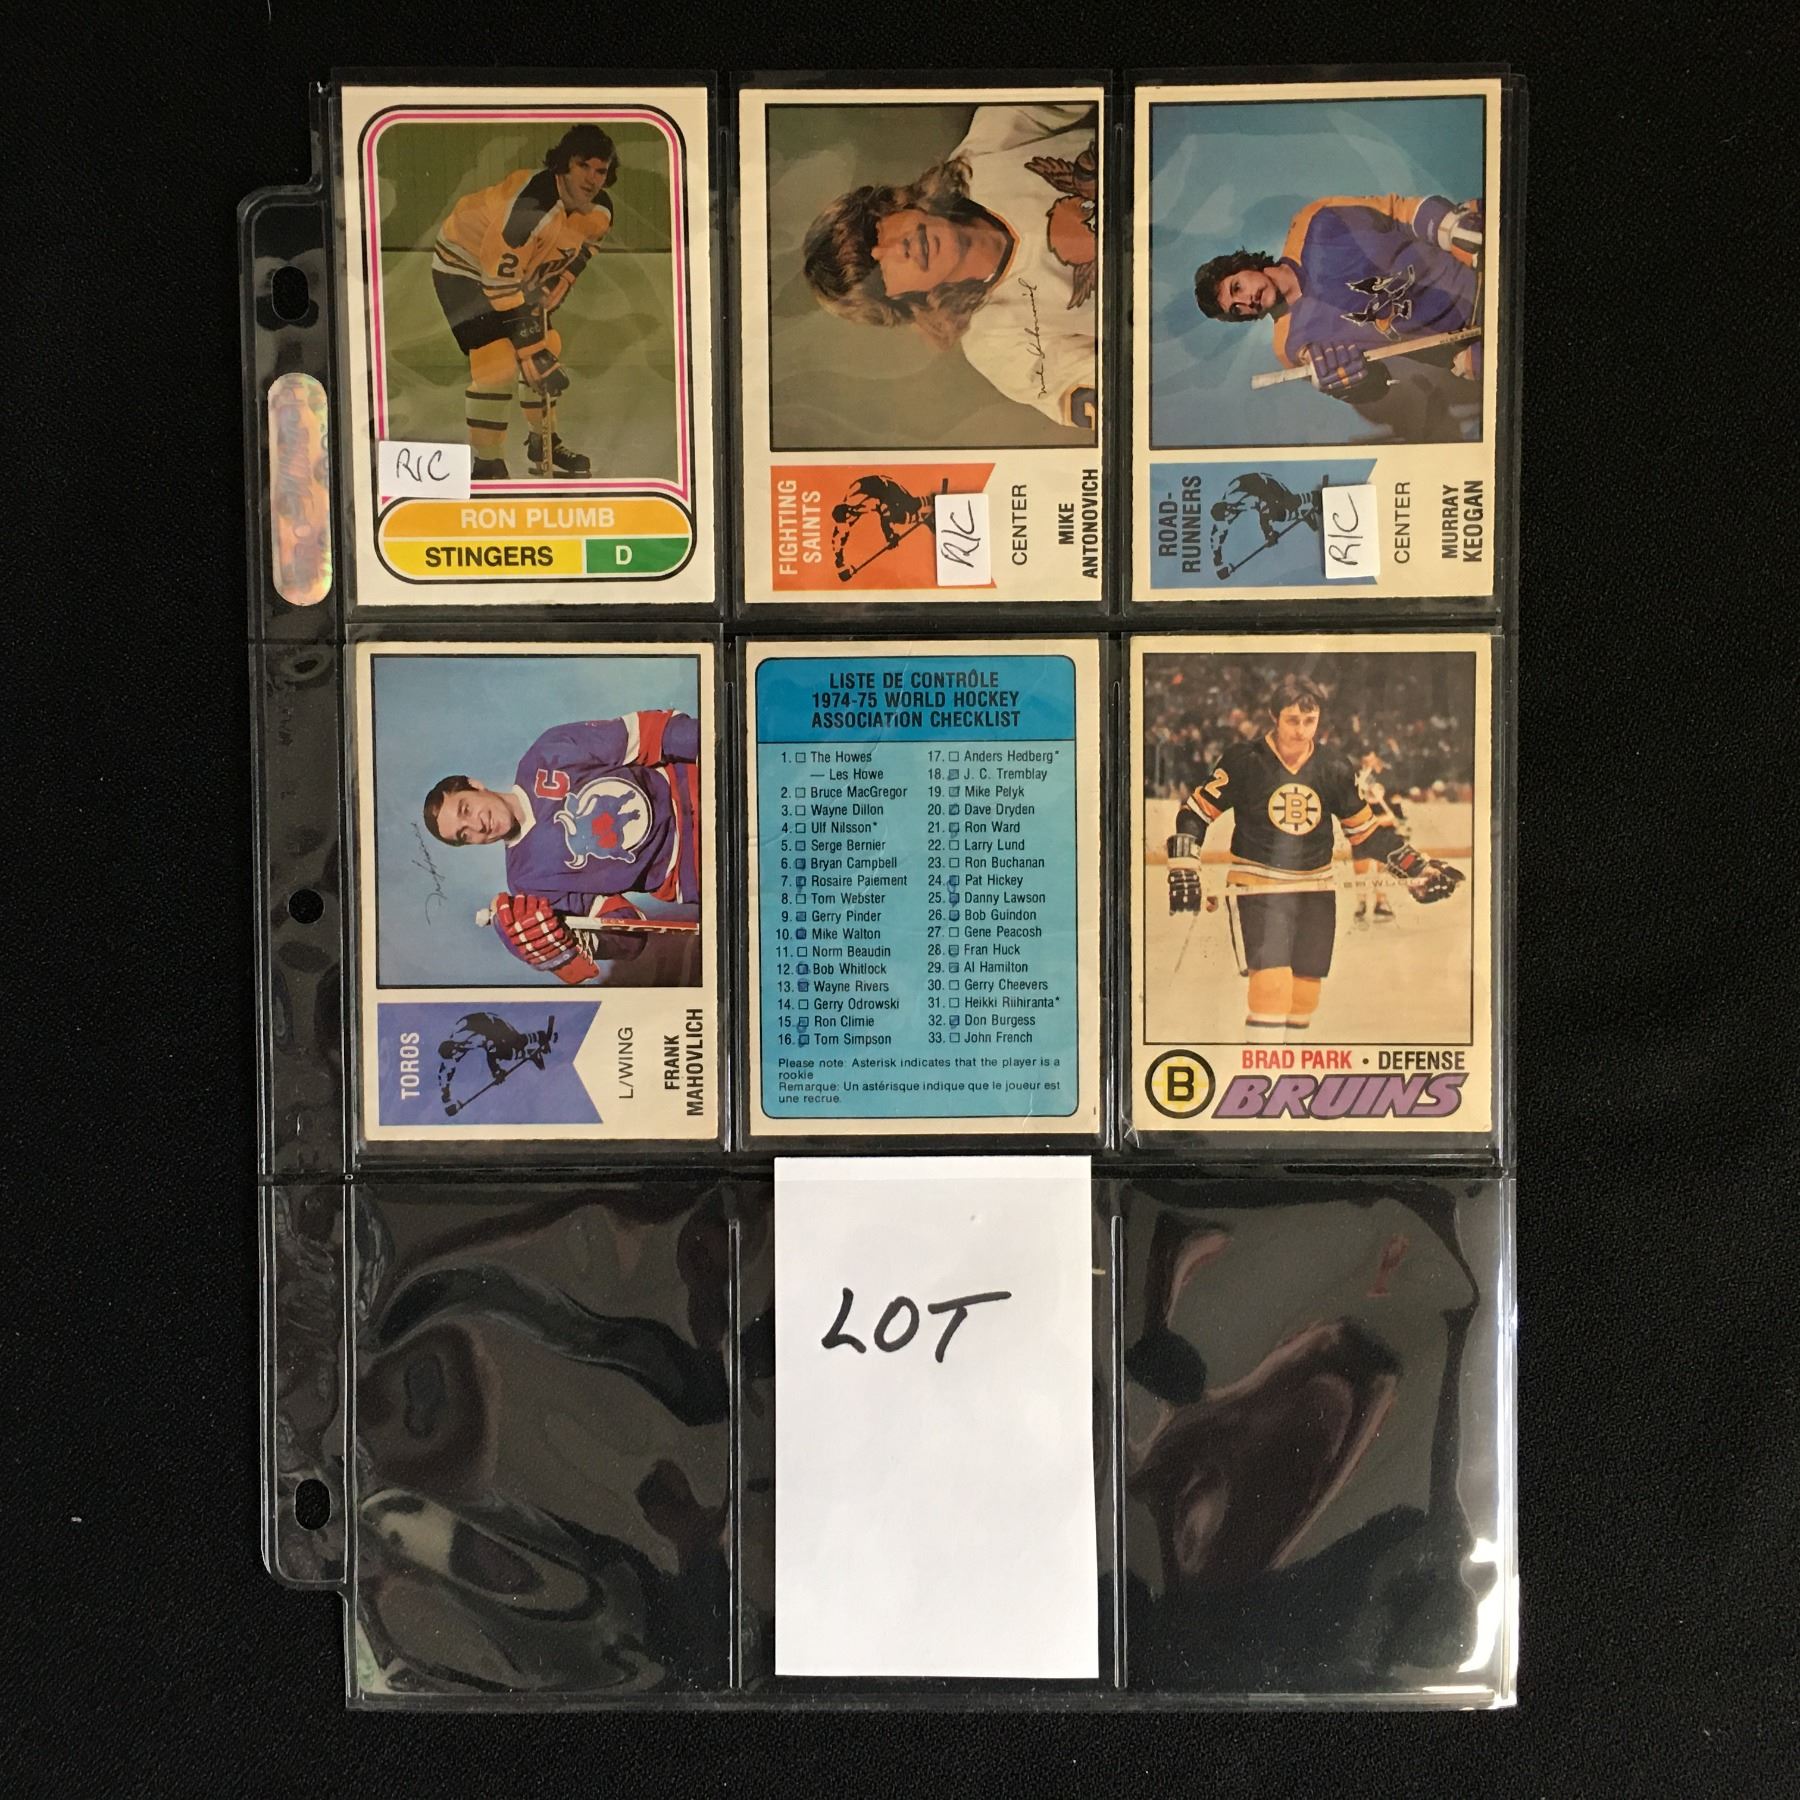 2
R/C
RON PLUMB
STINGERS D
FIGHTING
SAINTS
R/C
CENTER
MIKE
ANTONOVICH
ROAD-
RUNNERS
R/C
CENTER
MURRAY
KEOGAN
C
TOROS
L/WING
FRANK
MAHOVLICH
LISTE DE CONTRÔLE
1974-75 WORLD HOCKEY
ASSOCIATION CHECKLIST
1. The Howes
— Les Howe
2. Bruce MacGregor
3. Wayne Dillon
4. Ulf Nilsson*
5. Serge Bernier
6. Bryan Campbell
7. Rosaire Paiement
8. Tom Webster
9. Gerry Pinder
10. Mike Walton
11. Norm Beaudin
12. Bob Whitlock
13. Wayne Rivers
14. Gerry Odrowski
15. Ron Climie
16. Tom Simpson
17. Anders Hedberg*
18. J. C. Tremblay
19. Mike Pelyk
20. Dave Dryden
21. Ron Ward
22. Larry Lund
23. Ron Buchanan
24. Pat Hickey
25. Danny Lawson
26. Bob Guindon
27. Gene Peacosh
28. Fran Huck
29. Al Hamilton
30. Gerry Cheevers
31. Heikki Riihiranta*
32. Don Burgess
33. John French
Please note: Asterisk indicates that the player is a
rookie
Remarque: Un astérisque indique que le joueur est
une recrue.
2
B
B
BRAD PARK • DEFENSE
BRUINS
LOT